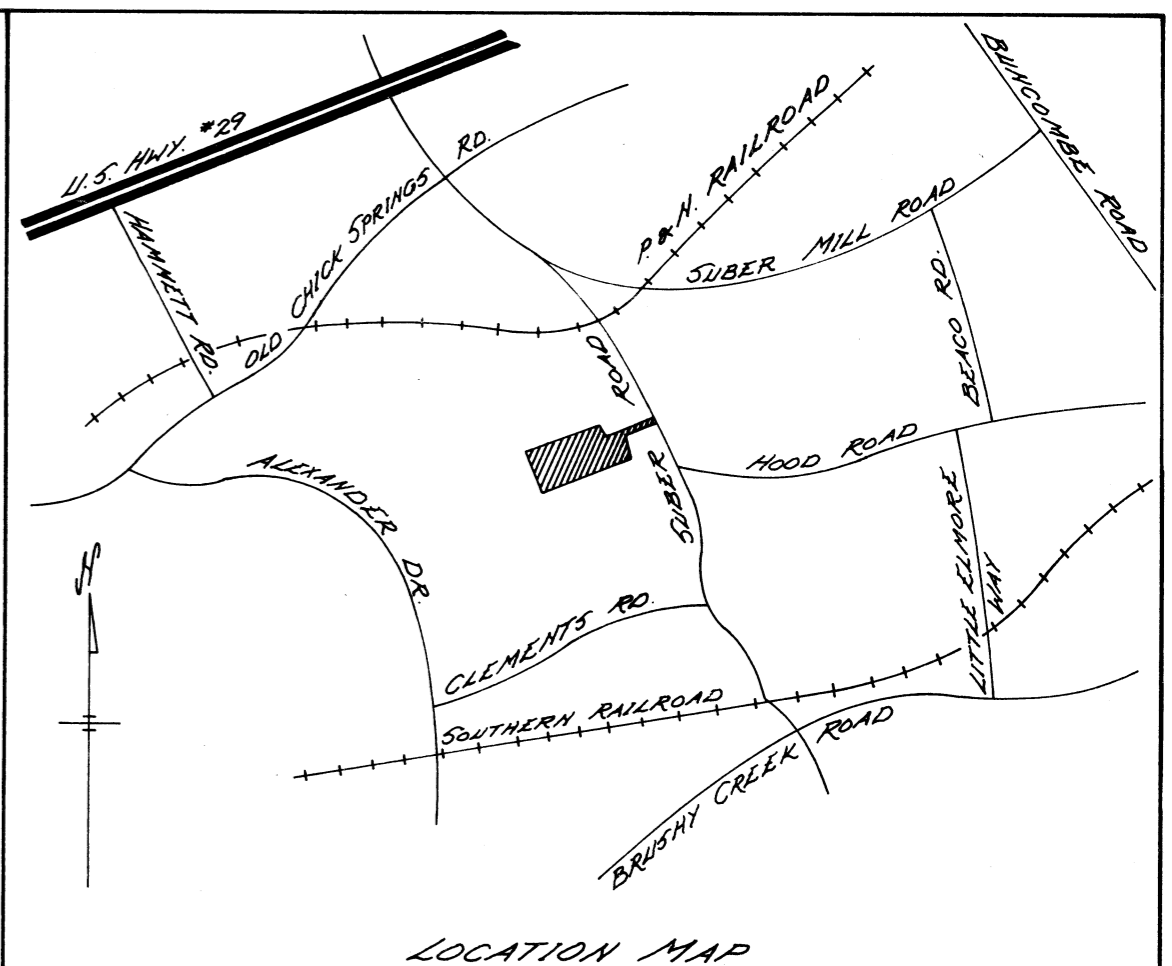 U.S. HWY. #29
HAMMETT RD.
OLD CHICK SPRINGS RD.
P. & N. RAILROAD
BUNCOMBE ROAD
SUBER MILL ROAD
BEACO RD.
SUBER ROAD
HOOD ROAD
ALEXANDER DR.
LITTLE ELMORE WAY
N
CLEMENTS RD.
SOUTHERN RAILROAD
BRUSHY CREEK ROAD
LOCATION MAP